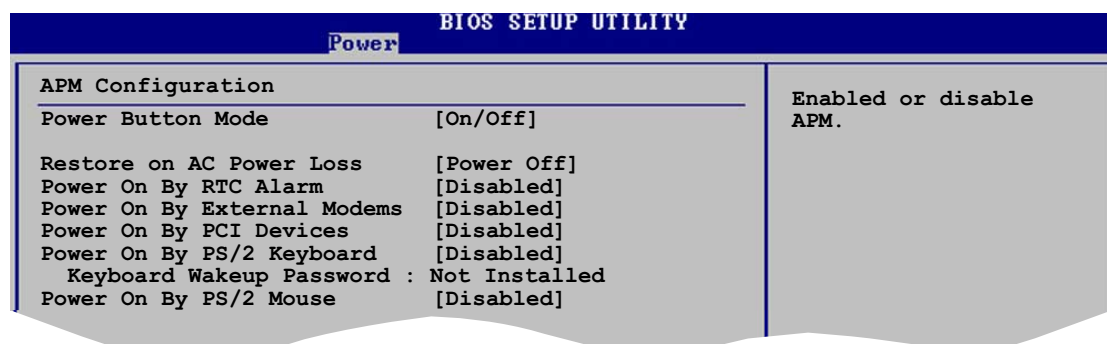 BIOS SETUP UTILITY
Power
APM Configuration
Power Button Mode [On/Off]
Restore on AC Power Loss [Power Off]
Power On By RTC Alarm [Disabled]
Power On By External Modems [Disabled]
Power On By PCI Devices [Disabled]
Power On By PS/2 Keyboard [Disabled]
Keyboard Wakeup Password : Not Installed
Power On By PS/2 Mouse [Disabled]
Enabled or disable
APM.